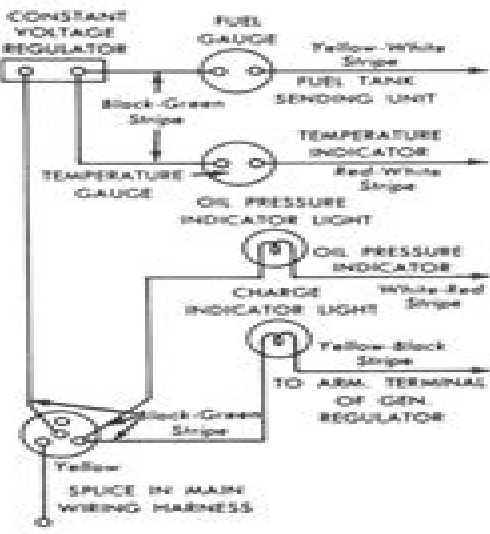 CONSTANT
VOLTAGE
REGULATOR
FUEL
GAUGE
Yellow-White
Stripe
FUEL TANK
SENDING UNIT
Black-Green
Stripe
TEMPERATURE
INDICATOR
Red-White
Stripe
TEMPERATURE
GAUGE
OIL PRESSURE
INDICATOR LIGHT
OIL PRESSURE
INDICATOR
White-Red
Stripe
CHARGE
INDICATOR LIGHT
Yellow-Black
Stripe
TO ARM. TERMINAL
OF GEN.
REGULATOR
Black-Green
Stripe
Yellow
SPLICE IN MAIN
WIRING HARNESS